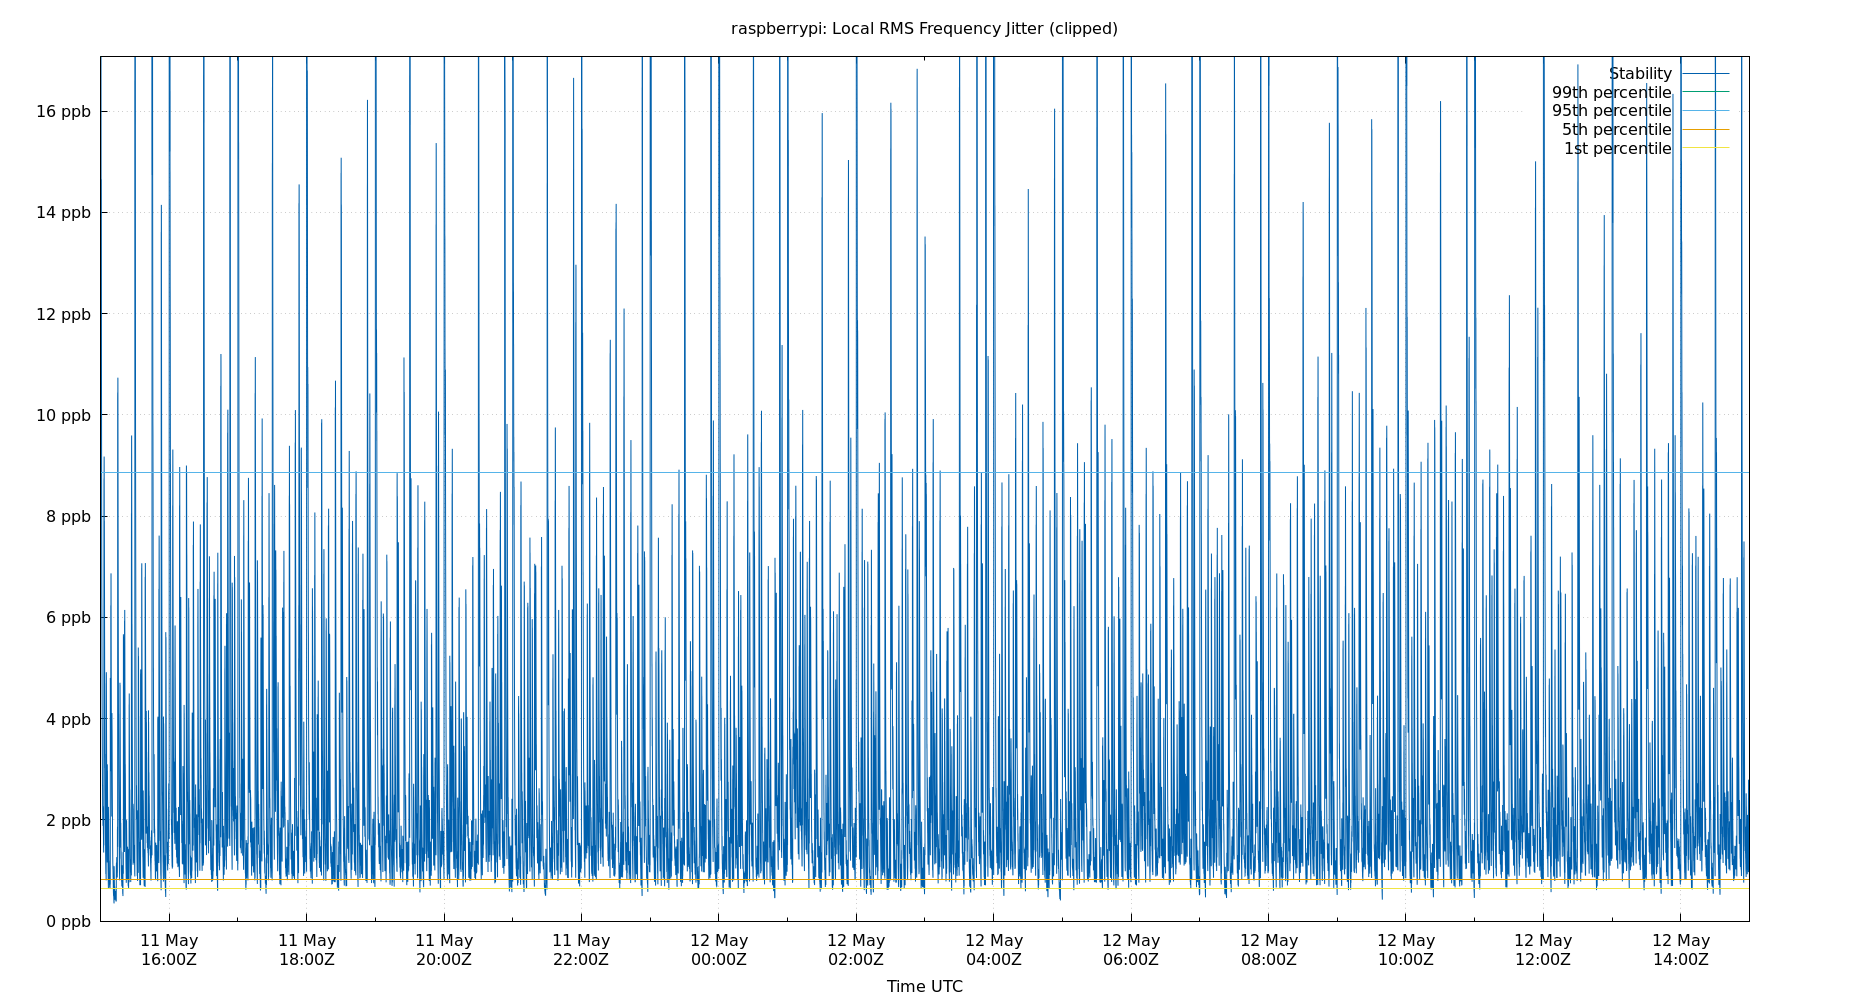 raspberrypi: Local RMS Frequency Jitter (clipped)
Stability
99th percentile
95th percentile
5th percentile
1st percentile
16 ppb
14 ppb
12 ppb
10 ppb
8 ppb
6 ppb
4 ppb
2 ppb
0 ppb
11 May 11 May 11 May 11 May 12 May 12 May 12 May 12 May 12 May 12 May 12 May 12 May
16:00Z 18:00Z 20:00Z 22:00Z 00:00Z 02:00Z 04:00Z 06:00Z 08:00Z 10:00Z 12:00Z 14:00Z
Time UTC